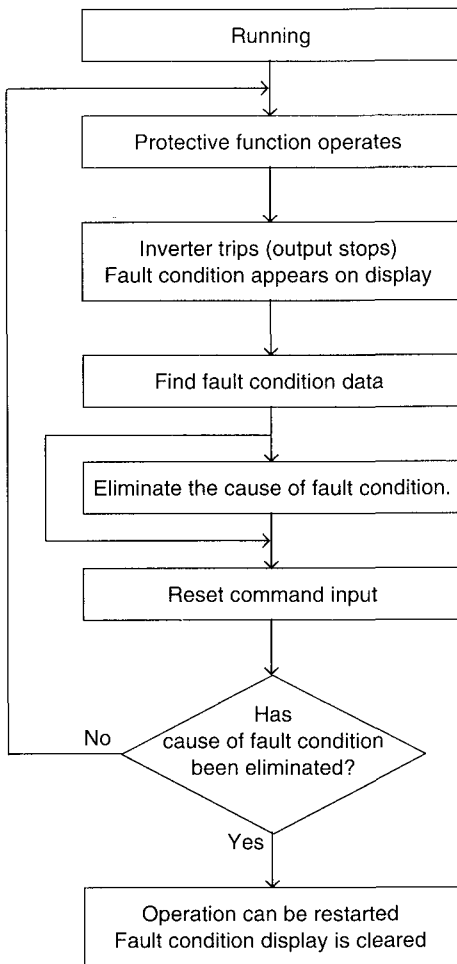 Running
Protective function operates
Inverter trips (output stops)
Fault condition appears on display
Find fault condition data
Eliminate the cause of fault condition.
Reset command input
Has
cause of fault condition
been eliminated?
No
Yes
Operation can be restarted
Fault condition display is cleared